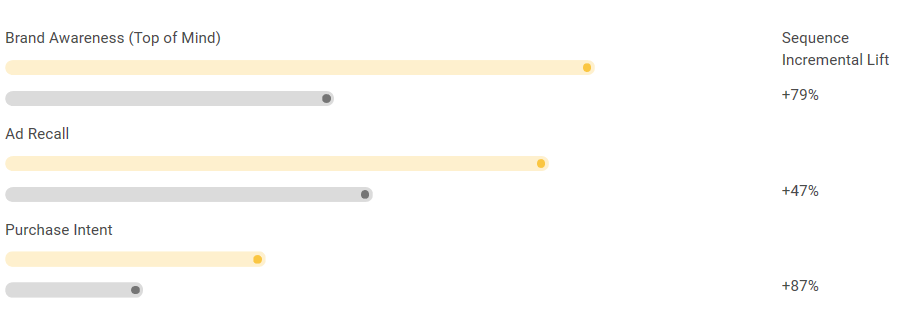 Brand Awareness (Top of Mind)
Sequence
Incremental Lift
+79%
Ad Recall
+47%
Purchase Intent
+87%